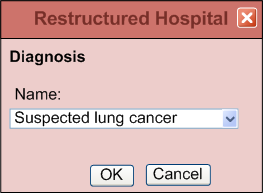 Restructured Hospital
Diagnosis
Name:
Suspected lung cancer
OK
Cancel